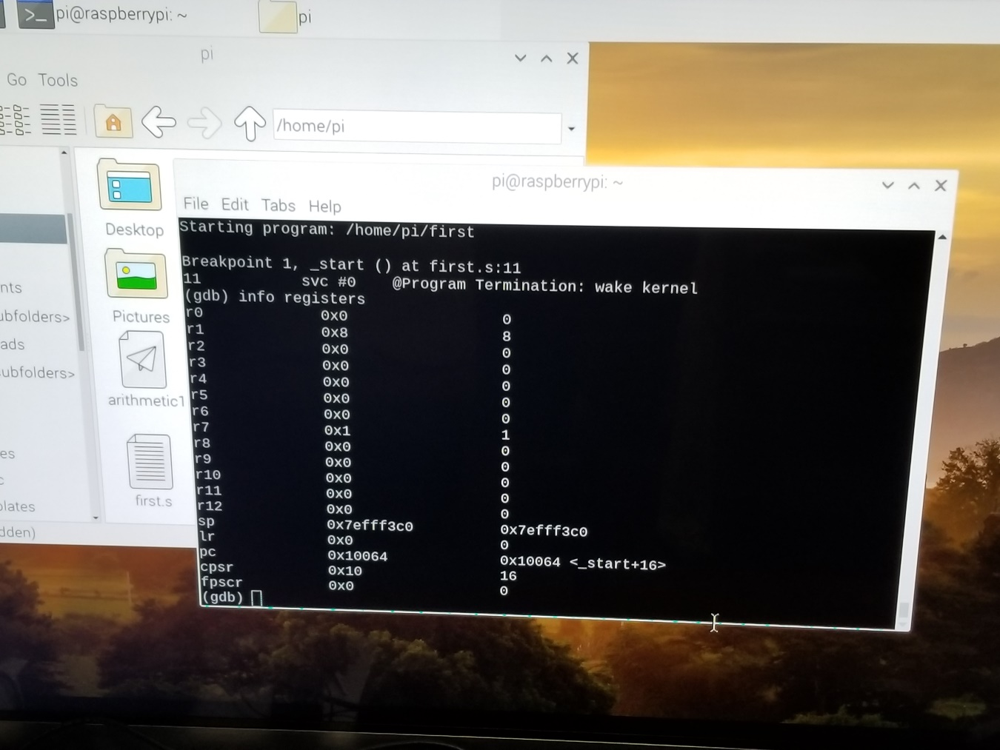 pi@raspberrypi: ~
pi
pi
Go Tools
/home/pi
nts
ubfolders>
ads
ubfolders>
es
c
plates
dden)
Desktop
Pictures
arithmetic1
first.s
pi@raspberrypi: ~
File Edit Tabs Help
Starting program: /home/pi/first
Breakpoint 1, _start () at first.s:11
11 svc #0 @Program Termination: wake kernel
(gdb) info registers
r0 0x0 0
r1 0x8 8
r2 0x0 0
r3 0x0 0
r4 0x0 0
r5 0x0 0
r6 0x0 0
r7 0x1 1
r8 0x0 0
r9 0x0 0
r10 0x0 0
r11 0x0 0
r12 0x0 0
sp 0x7efff3c0 0x7efff3c0
lr 0x0 0
pc 0x10064 0x10064 <_start+16>
cpsr 0x10 16
fpscr 0x0 0
(gdb)